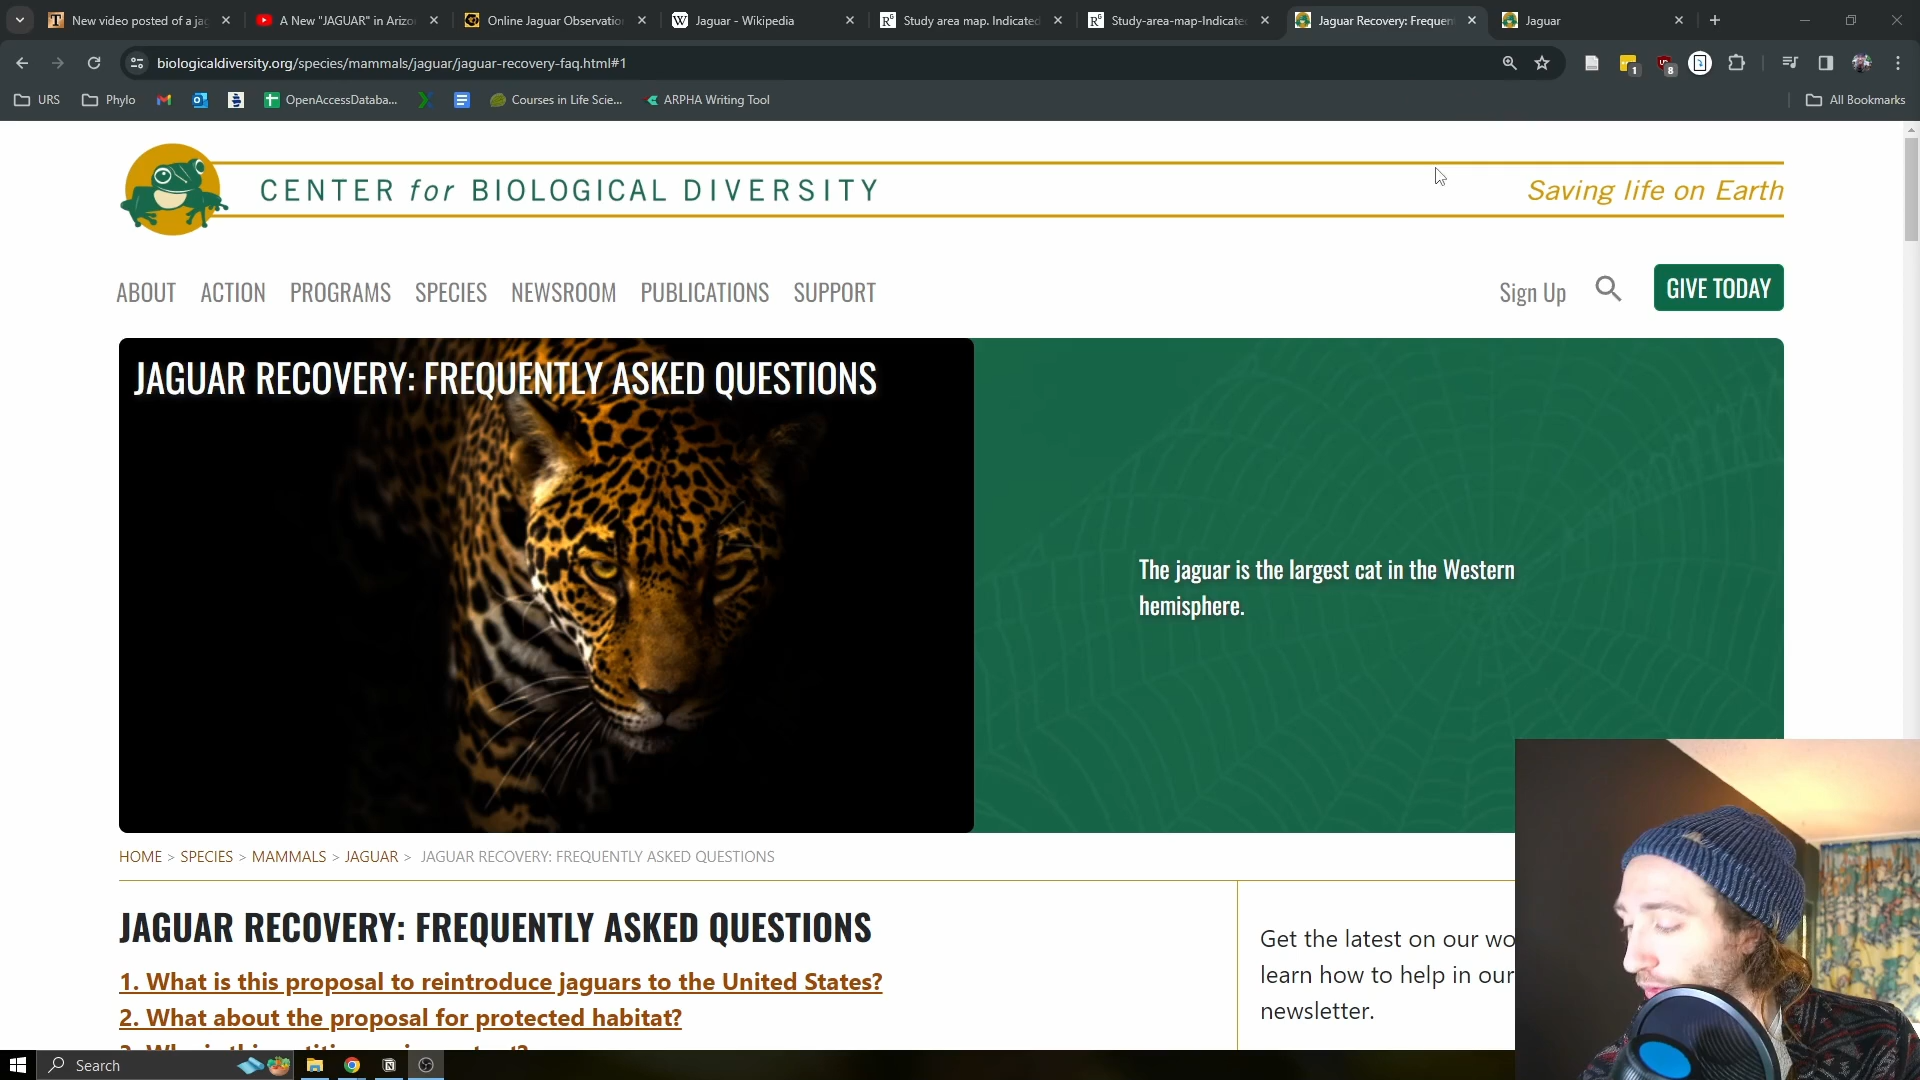 New video posted of a ja
A New "JAGUAR" in Arizo
Online Jaguar Observatio
Jaguar - Wikipedia
Study area map. Indicated
Study-area-map-Indicate
Jaguar Recovery: Frequen
Jaguar
biologicaldiversity.org/species/mammals/jaguar/jaguar-recovery-faq.html#1
1
8
URS
Phylo
OpenAccessDataba...
Courses in Life Scie...
ARPHA Writing Tool
All Bookmarks
CENTER for BIOLOGICAL DIVERSITY
Saving life on Earth
ABOUT
ACTION
PROGRAMS
SPECIES
NEWSROOM
PUBLICATIONS
SUPPORT
Sign Up
GIVE TODAY
JAGUAR RECOVERY: FREQUENTLY ASKED QUESTIONS
The jaguar is the largest cat in the Western
hemisphere.
HOME > SPECIES > MAMMALS > JAGUAR > JAGUAR RECOVERY: FREQUENTLY ASKED QUESTIONS
JAGUAR RECOVERY: FREQUENTLY ASKED QUESTIONS
1. What is this proposal to reintroduce jaguars to the United States?
2. What about the proposal for protected habitat?
Get the latest on our wo
learn how to help in our
newsletter.
Search